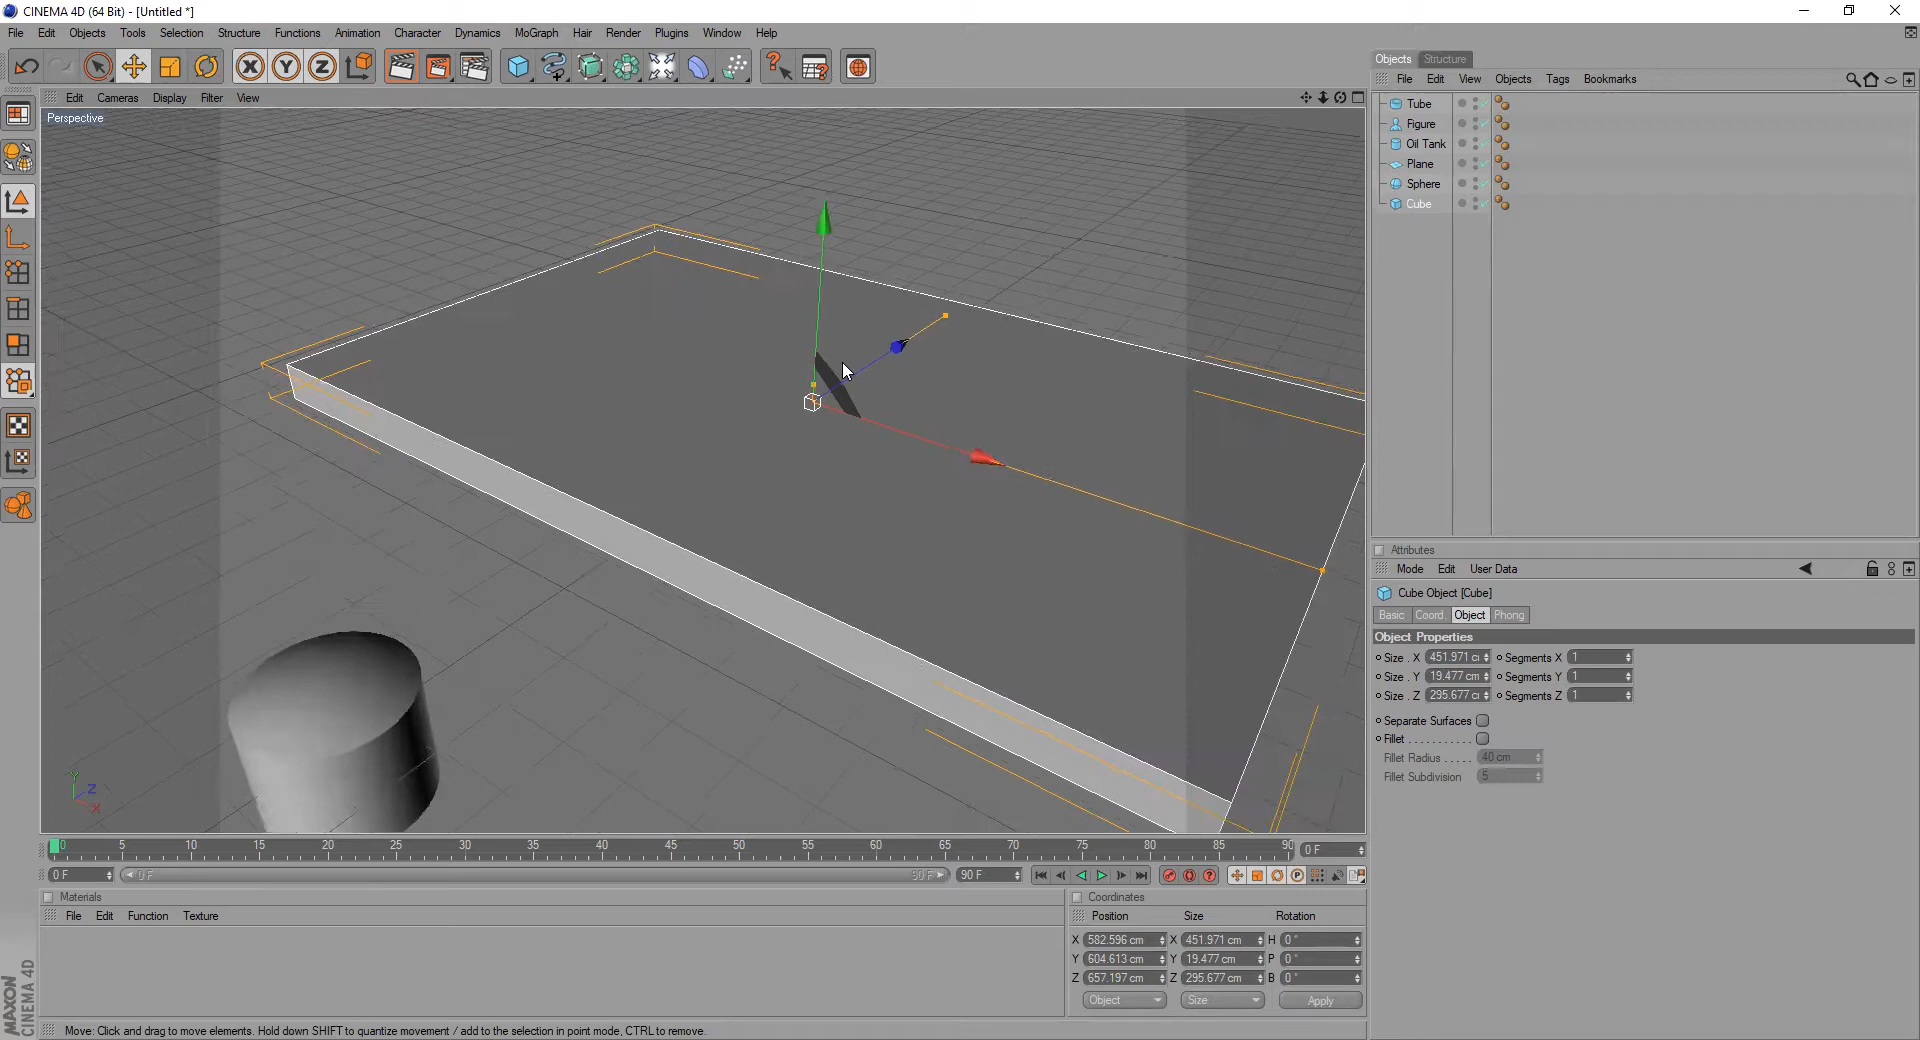 CINEMA 4D (64 Bit) - [Untitled *]
File Edit Objects Tools Selection Structure Functions Animation Character Dynamics MoGraph Hair Render Plugins Window Help
X Y Z
Objects Structure
File Edit View Objects Tags Bookmarks
Edit Cameras Display Filter View
Perspective
Tube
Figure
Oil Tank
Plane
Sphere
Cube
Attributes
Mode Edit User Data
Cube Object [Cube]
Basic Coord. Object Phong
Object Properties
Size . X 451.971 c Segments X 1
Size . Y 19.477 cm Segments Y 1
Size . Z 295.677 c Segments Z 1
Separate Surfaces
Fillet . . . . . . . . . . .
Fillet Radius . . . . . 40 cm
Fillet Subdivision 5
Y Z X
0 5 10 15 20 25 30 35 40 45 50 55 60 65 70 75 80 85 90 0 F
0 F 0 F 90 F 90 F
Materials
File Edit Function Texture
Coordinates
Position Size Rotation
X 582.596 cm X 451.971 cm H 0 °
Y 604.613 cm Y 19.477 cm P 0 °
Z 657.197 cm Z 295.677 cm B 0 °
Object Size Apply
MAXON
CINEMA 4D
Move: Click and drag to move elements. Hold down SHIFT to quantize movement / add to the selection in point mode, CTRL to remove.